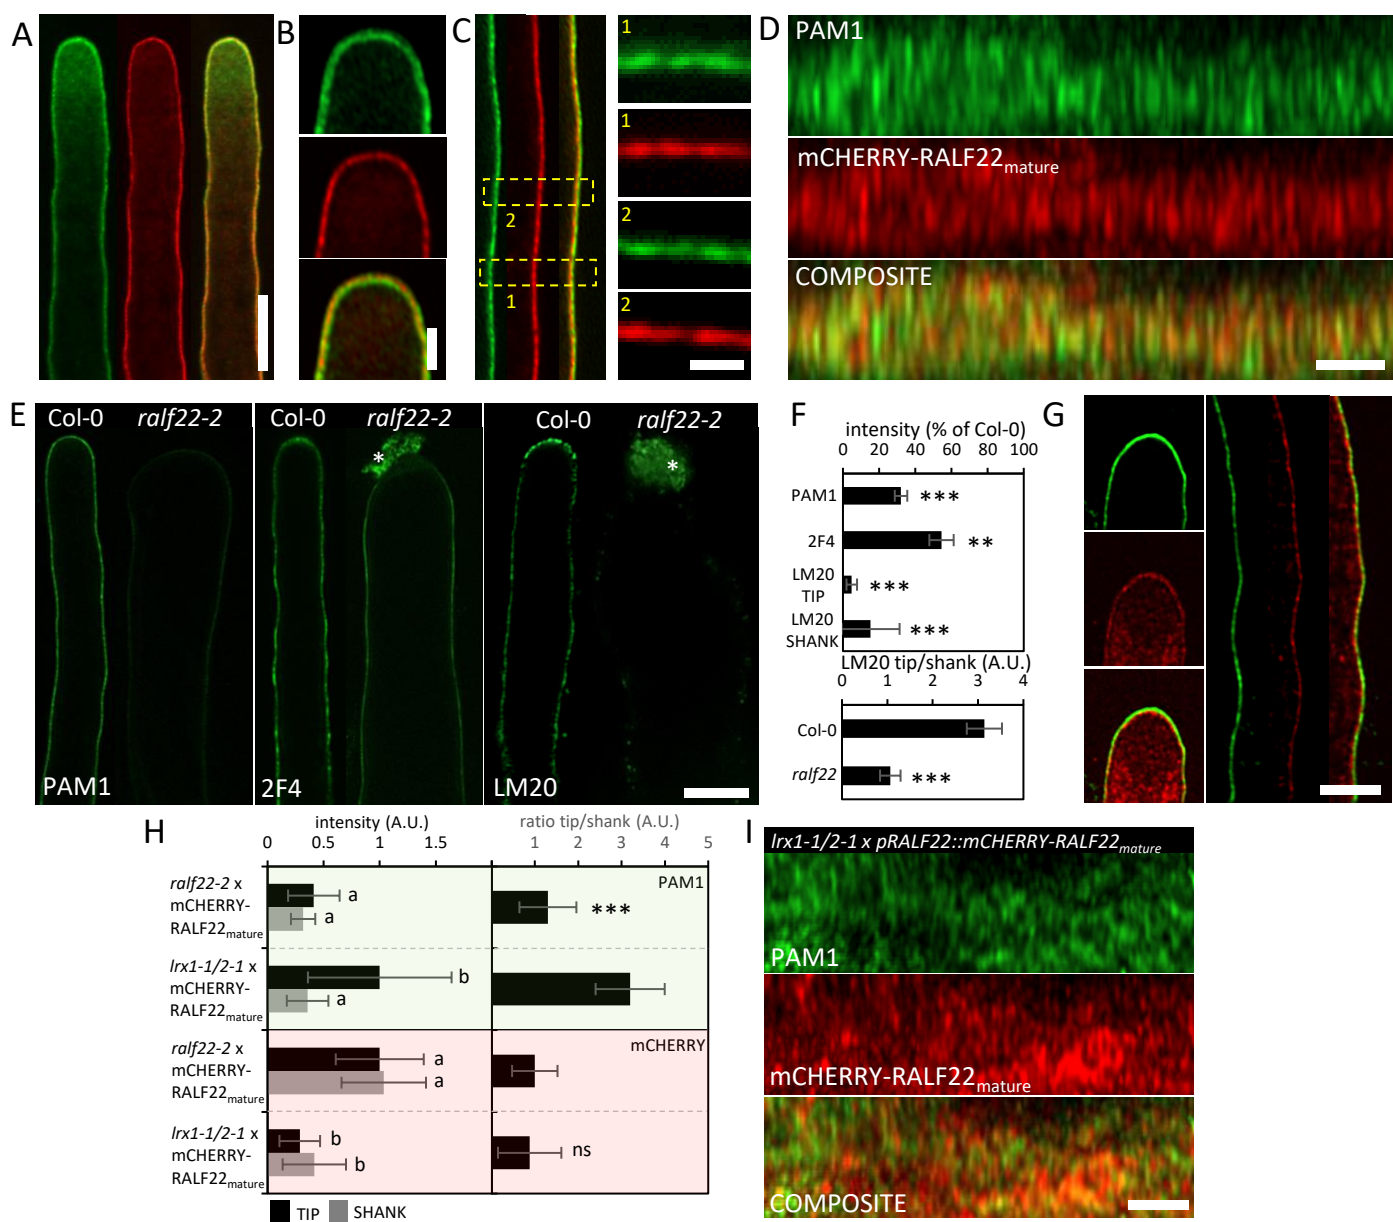 A
B
C
2
1
1
1
2
2
D
PAM1
mCHERRY-RALF22mature
COMPOSITE
E
Col-0 ralf22-2
PAM1
Col-0 ralf22-2
*
2F4
Col-0 ralf22-2
*
LM20
F
intensity (% of Col-0)
0 20 40 60 80 100
PAM1 ***
2F4 **
LM20
TIP ***
LM20
SHANK ***
LM20 tip/shank (A.U.)
0 1 2 3 4
Col-0
ralf22 ***
G
H
intensity (A.U.)
0 0.5 1 1.5
ratio tip/shank (A.U.)
1 2 3 4 5
PAM1
ralf22-2 x
mCHERRY-
RALF22mature
a
a
***
lrx1-1/2-1 x
mCHERRY-
RALF22mature
b
a
mCHERRY
ralf22-2 x
mCHERRY-
RALF22mature
a
a
lrx1-1/2-1 x
mCHERRY-
RALF22mature
b
b
ns
TIP SHANK
I
lrx1-1/2-1 x pRALF22::mCHERRY-RALF22mature
PAM1
mCHERRY-RALF22mature
COMPOSITE